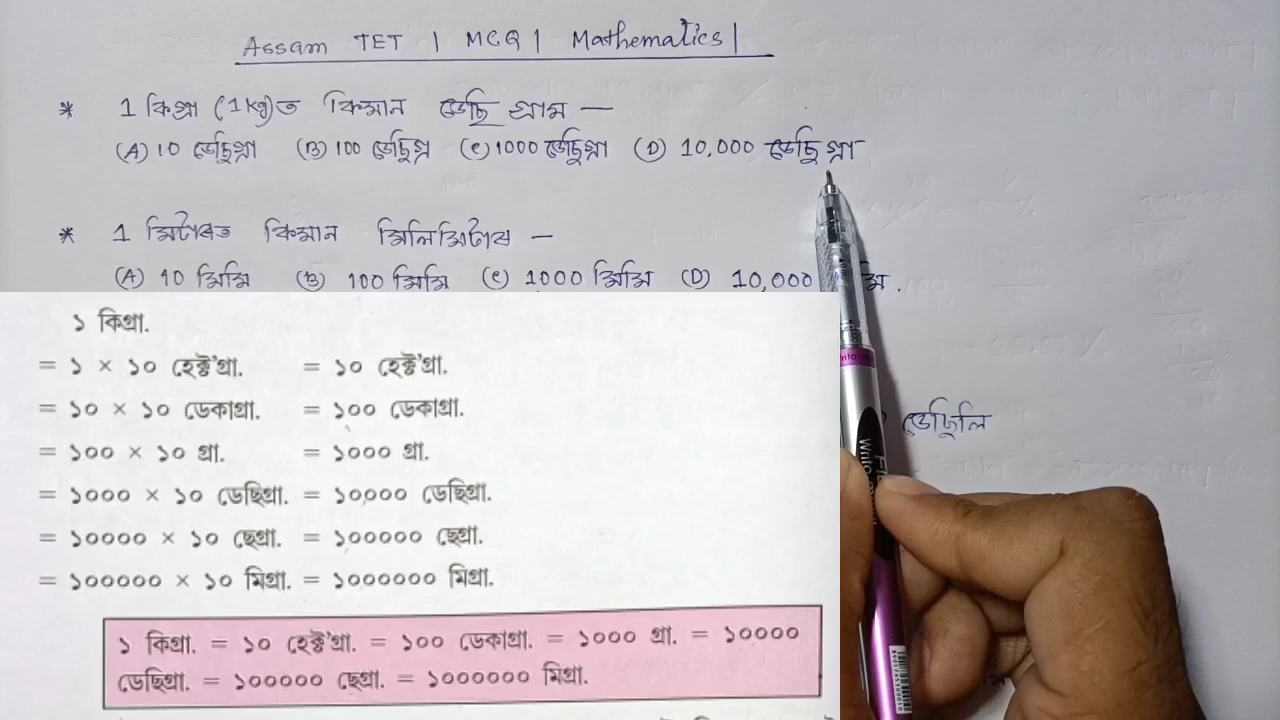 Assam TET | MCQ | Mathematics |
* 1 কিগ্ৰা (1kg)ত কিমান ডেছি গ্ৰাম —
(A) 10 ডেছিগ্ৰা (B) 100 ডেছিগ্ৰ (C) 1000 ডেছিগ্ৰা (D) 10,000 ডেছিগ্ৰা
* 1 মিটাৰত কিমান মিলিমিটাৰ —
(A) 10 মিমি (B) 100 মিমি (C) 1000 মিমি (D) 10,000 মি.
১ কিগ্ৰা.
= ১ × ১০ হেক্ট'গ্ৰা. = ১০ হেক্ট'গ্ৰা.
= ১০ × ১০ ডেকাগ্ৰা. = ১০০ ডেকাগ্ৰা.
= ১০০ × ১০ গ্ৰা. = ১০০০ গ্ৰা.
= ১০০০ × ১০ ডেছিগ্ৰা. = ১০০০০ ডেছিগ্ৰা.
= ১০০০০ × ১০ ছেগ্ৰা. = ১০০০০০ ছেগ্ৰা.
= ১০০০০০ × ১০ মিগ্ৰা. = ১০০০০০০ মিগ্ৰা.
ডেছিলি
১ কিগ্ৰা. = ১০ হেক্ট'গ্ৰা. = ১০০ ডেকাগ্ৰা. = ১০০০ গ্ৰা. = ১০০০০
ডেছিগ্ৰা. = ১০০০০০ ছেগ্ৰা. = ১০০০০০০ মিগ্ৰা.